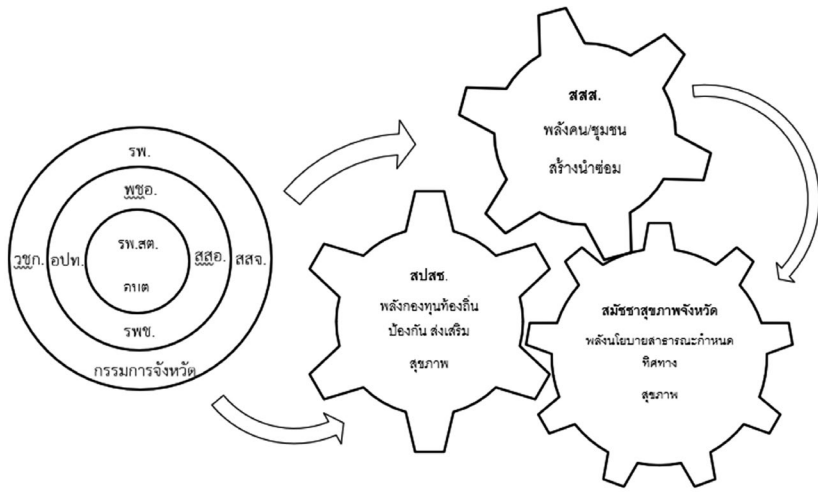 รพ.
พชอ.
รพ.สต.
อบต
วชก.
อปท.
สสอ.
สสจ.
รพช.
กรรมการจังหวัด
สสส.
พลังคน/ชุมชน
สร้างนำซ่อม
สปสช.
พลังกองทุนท้องถิ่น
ป้องกัน ส่งเสริม
สุขภาพ
สมัชชาสุขภาพจังหวัด
พลังนโยบายสาธารณะกำหนด
ทิศทาง
สุขภาพ